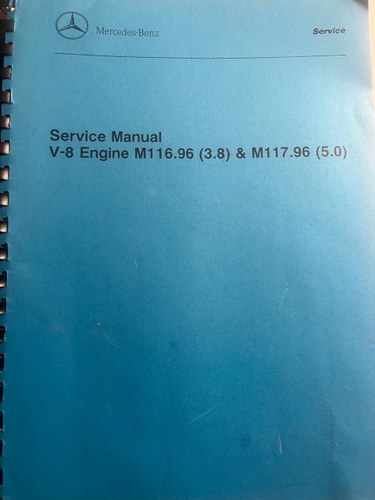 Mercedes-Benz Service
Service Manual
V-8 Engine M116.96 (3.8) & M117.96 (5.0)